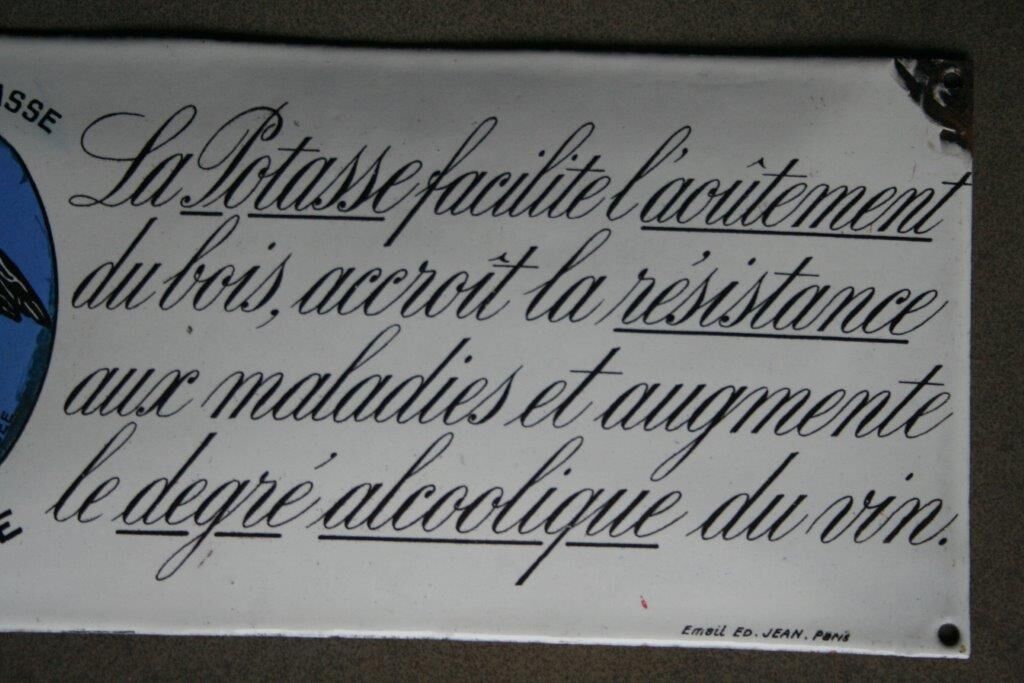 La Potasse facilite l'aoûtement
du bois, accroît la résistance
aux maladies et augmente
le degré alcoolique du vin.
Email ED. JEAN. Paris